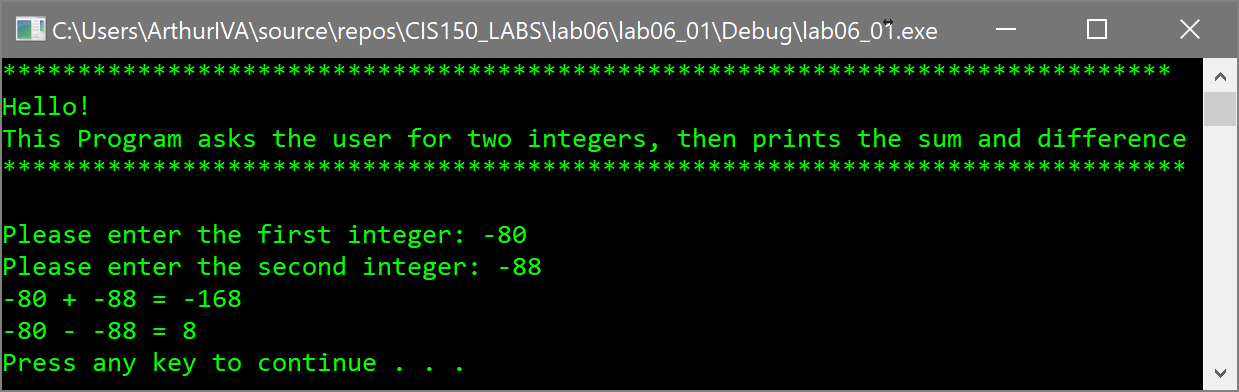 C:\Users\ArthurIVA\source\repos\CIS150_LABS\lab06\lab06_01\Debug\lab06_01.exe
******************************************************************************
Hello!
This Program asks the user for two integers, then prints the sum and difference
*******************************************************************************
Please enter the first integer: -80
Please enter the second integer: -88
-80 + -88 = -168
-80 - -88 = 8
Press any key to continue . . .